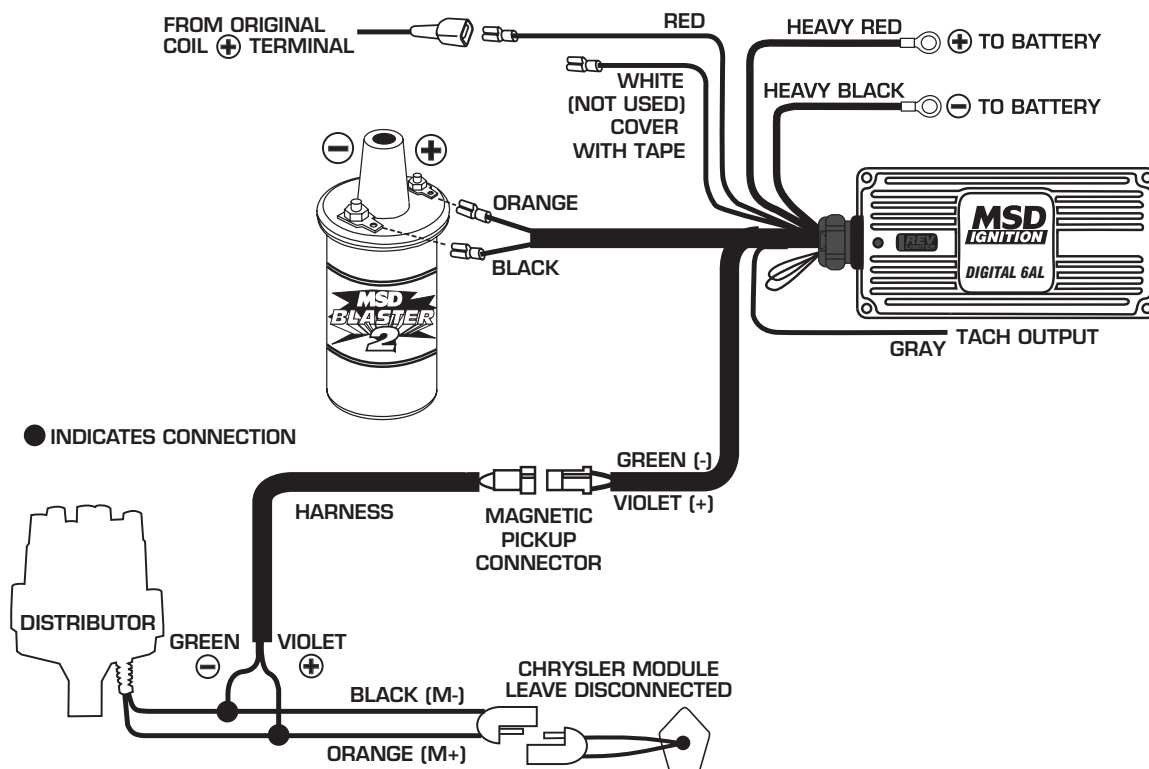 FROM ORIGINAL
COIL + TERMINAL
RED
HEAVY RED
+ TO BATTERY
WHITE
(NOT USED)
COVER
WITH TAPE
HEAVY BLACK
- TO BATTERY
- +
ORANGE
BLACK
MSD
BLASTER
2
MSD
IGNITION
DIGITAL 6AL
REV
LIMITER
GRAY
TACH OUTPUT
INDICATES CONNECTION
GREEN (-)
VIOLET (+)
HARNESS
MAGNETIC
PICKUP
CONNECTOR
DISTRIBUTOR
GREEN
-
VIOLET
+
CHRYSLER MODULE
LEAVE DISCONNECTED
BLACK (M-)
ORANGE (M+)